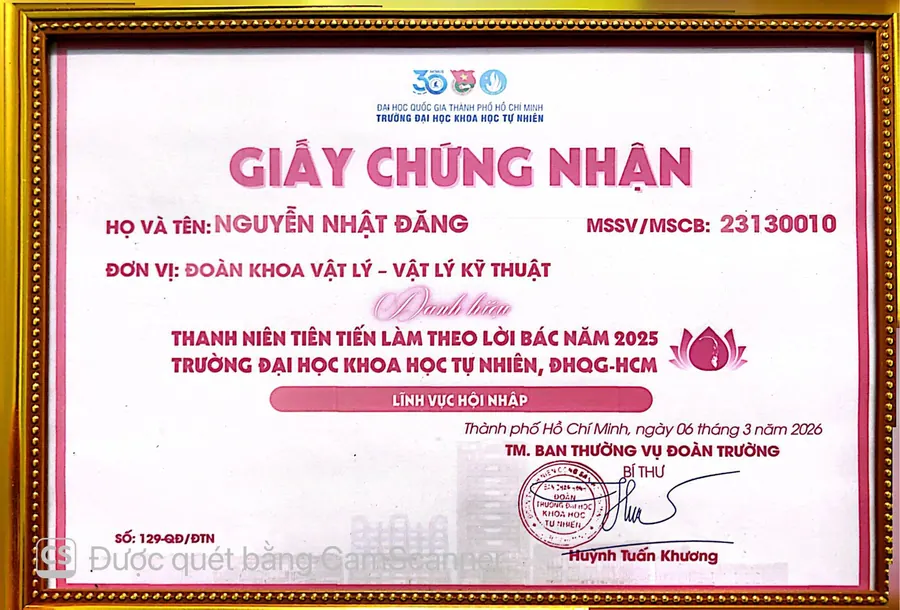 30
ĐẠI HỌC QUỐC GIA THÀNH PHỐ HỒ CHÍ MINH
TRƯỜNG ĐẠI HỌC KHOA HỌC TỰ NHIÊN
GIẤY CHỨNG NHẬN
HỌ VÀ TÊN: NGUYỄN NHẬT ĐĂNG MSSV/MSCB: 23130010
ĐƠN VỊ: ĐOÀN KHOA VẬT LÝ – VẬT LÝ KỸ THUẬT
Danh hiệu
THANH NIÊN TIÊN TIẾN LÀM THEO LỜI BÁC NĂM 2025
TRƯỜNG ĐẠI HỌC KHOA HỌC TỰ NHIÊN, ĐHQG-HCM
LĨNH VỰC HỘI NHẬP
Thành phố Hồ Chí Minh, ngày 06 tháng 3 năm 2026
TM. BAN THƯỜNG VỤ ĐOÀN TRƯỜNG
BÍ THƯ
ĐOÀN
TRƯỜNG ĐẠI HỌC
KHOA HỌC
TỰ NHIÊN
Huỳnh Tuấn Khương
SỐ: 129-QĐ/ĐTN
CS Được quét bằng CamScanner